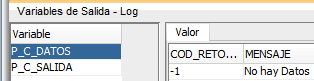 Variables de Salida - Log
Variable
P_C_DATOS
P_C_SALIDA
Valor
COD_RETO... MENSAJE
-1 No hay Datos